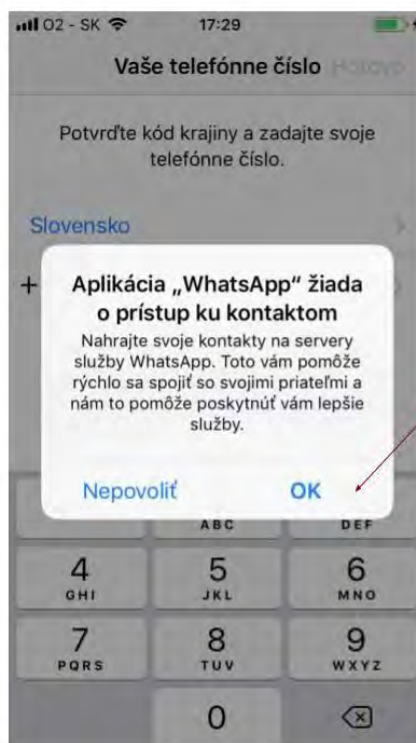 O2 - SK 17:29
Vaše telefónne číslo Hotovo
Potvrďte kód krajiny a zadajte svoje
telefónne číslo.
Slovensko
+
Aplikácia „WhatsApp“ žiada
o prístup ku kontaktom
Nahrajte svoje kontakty na servery
služby WhatsApp. Toto vám pomôže
rýchlo sa spojiť so svojimi priateľmi a
nám to pomôže poskytnúť vám lepšie
služby.
Nepovoliť OK
ABC DEF
4 5 6
GHI JKL MNO
7 8 9
PQRS TUV WXYZ
0